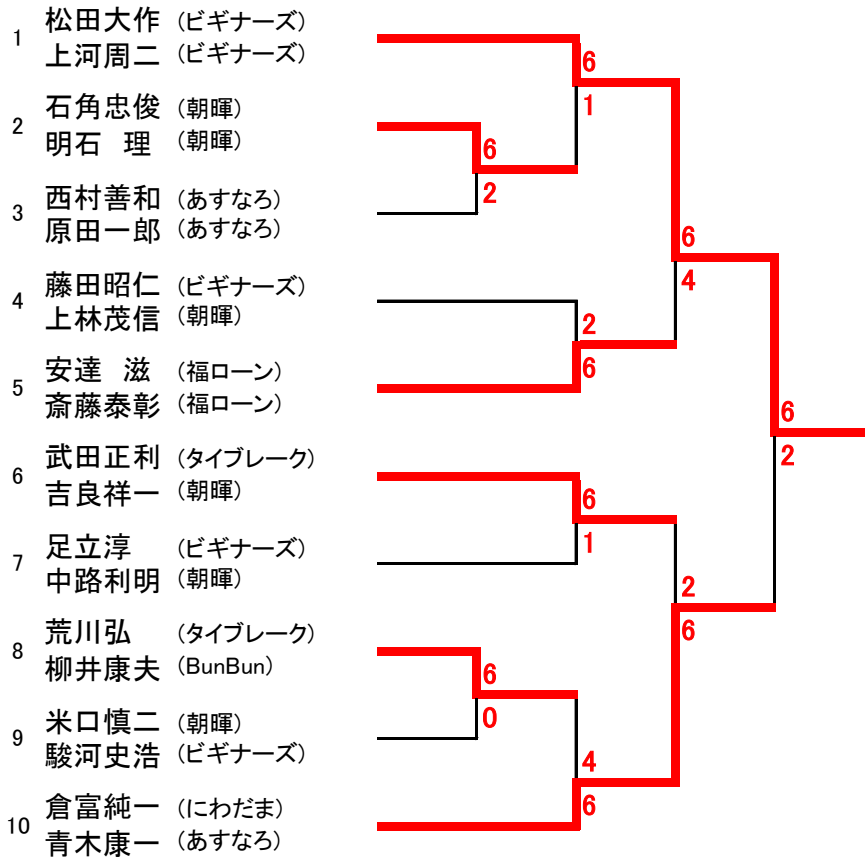 1 松田大作 (ビギナーズ)
上河周二 (ビギナーズ)
2 石角忠俊 (朝暉)
明石 理 (朝暉)
3 西村善和 (あすなろ)
原田一郎 (あすなろ)
4 藤田昭仁 (ビギナーズ)
上林茂信 (朝暉)
5 安達 滋 (福ローン)
斎藤泰彰 (福ローン)
6 武田正利 (タイブレーク)
吉良祥一 (朝暉)
7 足立淳 (ビギナーズ)
中路利明 (朝暉)
8 荒川弘 (タイブレーク)
柳井康夫 (BunBun)
9 米口慎二 (朝暉)
駿河史浩 (ビギナーズ)
10 倉富純一 (にわだま)
青木康一 (あすなろ)
6
2
6
0
6
1
2
6
6
1
4
6
6
4
2
6
6
2